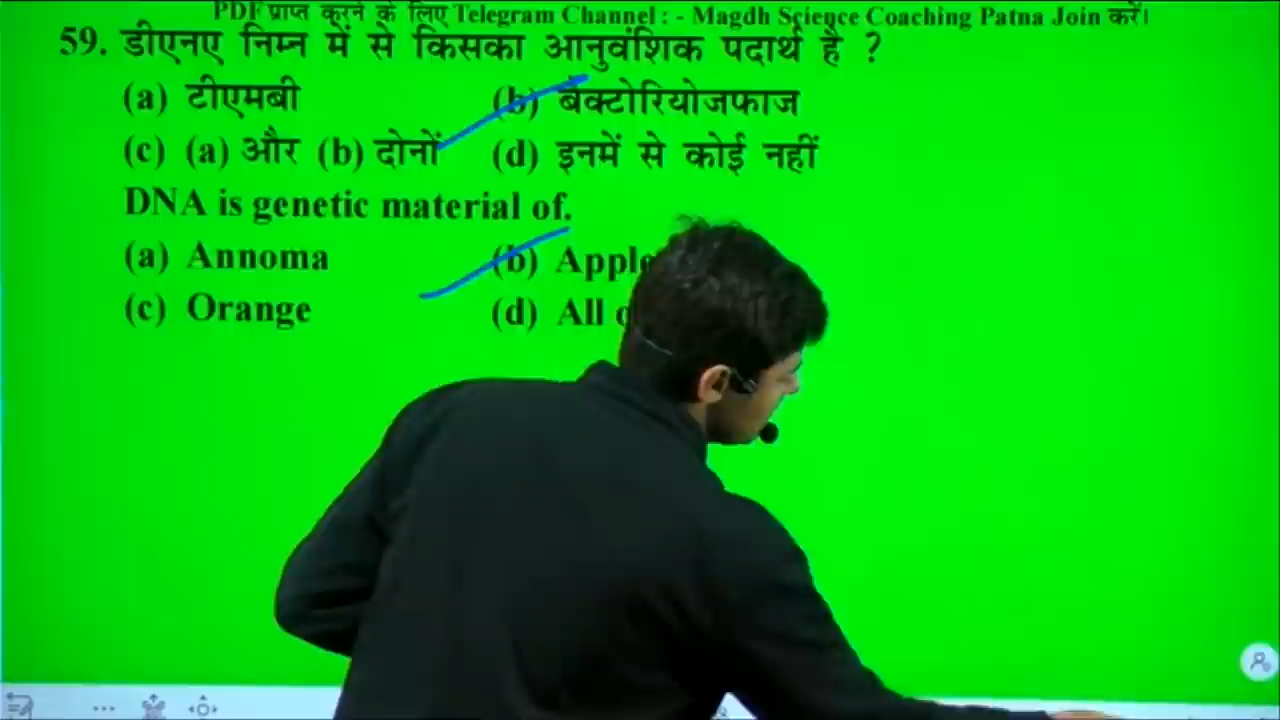 PDF प्राप्त करने के लिए Telegram Channel : - Magdh Science Coaching Patna Join करें।
59. डीएनए निम्न में से किसका आनुवंशिक पदार्थ है ?
(a) टीएमबी (b) बैक्टोरियोजफाज
(c) (a) और (b) दोनों (d) इनमें से कोई नहीं
DNA is genetic material of.
(a) Annoma (b) Apple
(c) Orange (d) All